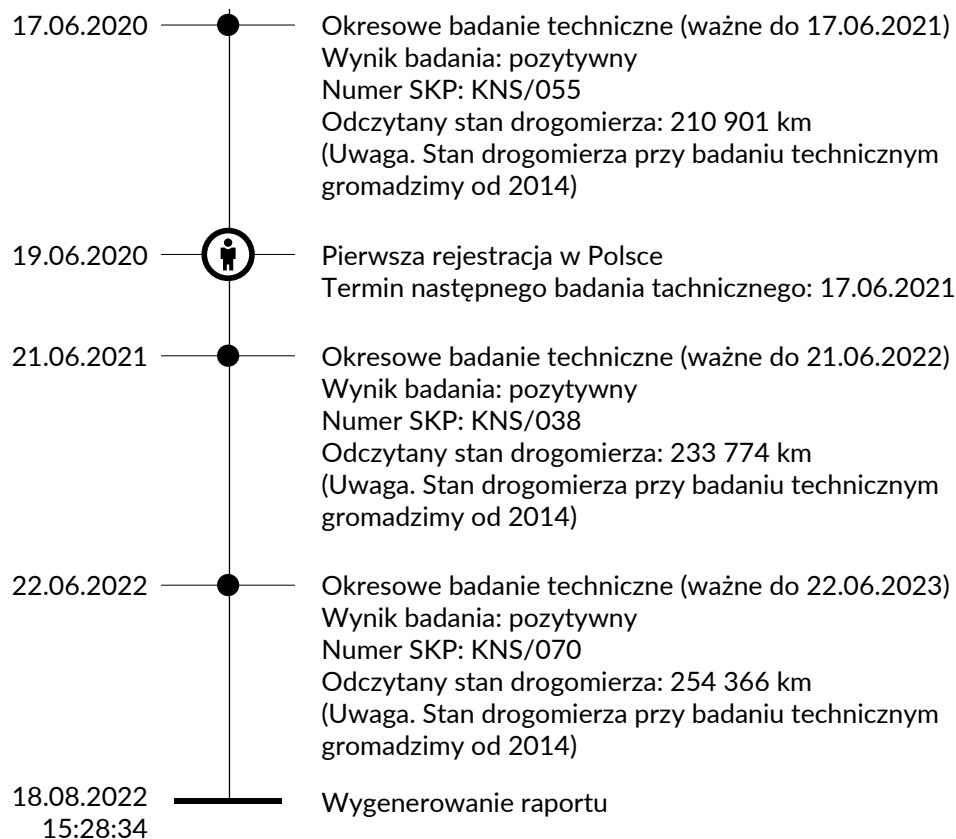 17.06.2020
Okresowe badanie techniczne (ważne do 17.06.2021)
Wynik badania: pozytywny
Numer SKP: KNS/055
Odczytany stan drogomierza: 210 901 km
(Uwaga. Stan drogomierza przy badaniu technicznym
gromadzimy od 2014)
19.06.2020
Pierwsza rejestracja w Polsce
Termin następnego badania tachnicznego: 17.06.2021
21.06.2021
Okresowe badanie techniczne (ważne do 21.06.2022)
Wynik badania: pozytywny
Numer SKP: KNS/038
Odczytany stan drogomierza: 233 774 km
(Uwaga. Stan drogomierza przy badaniu technicznym
gromadzimy od 2014)
22.06.2022
Okresowe badanie techniczne (ważne do 22.06.2023)
Wynik badania: pozytywny
Numer SKP: KNS/070
Odczytany stan drogomierza: 254 366 km
(Uwaga. Stan drogomierza przy badaniu technicznym
gromadzimy od 2014)
18.08.2022
15:28:34
Wygenerowanie raportu